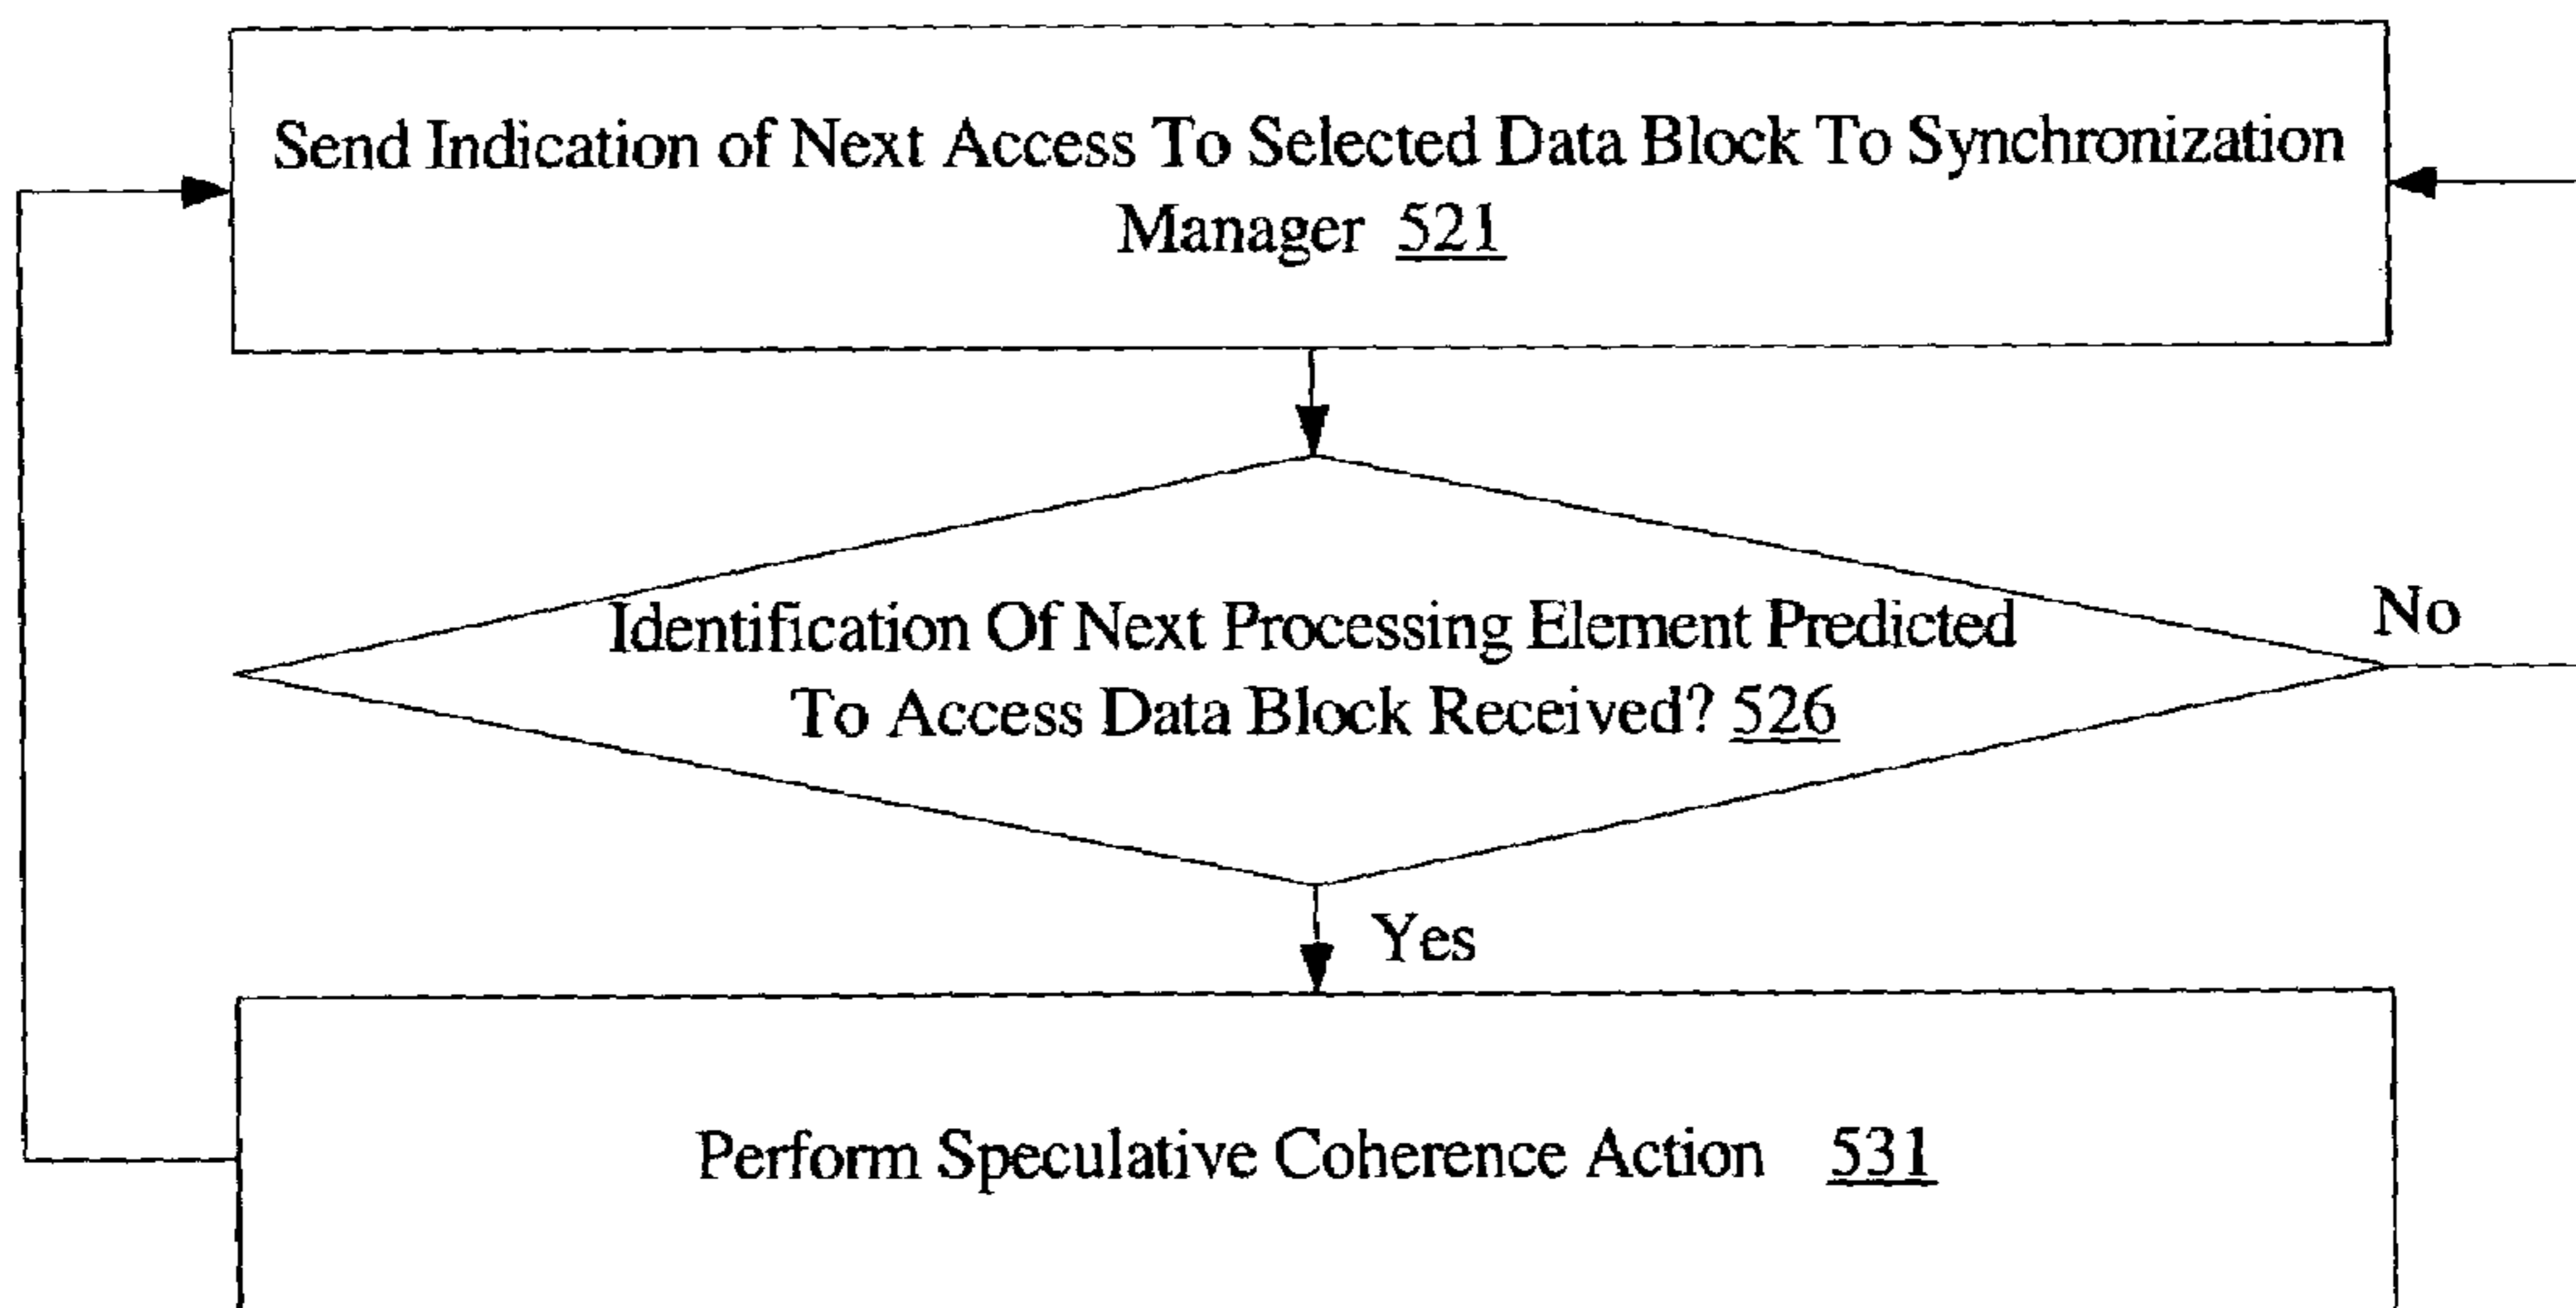 Send Indication of Next Access To Selected Data Block To Synchronization
Manager 521
Identification Of Next Processing Element Predicted
To Access Data Block Received? 526
No
Yes
Perform Speculative Coherence Action 531